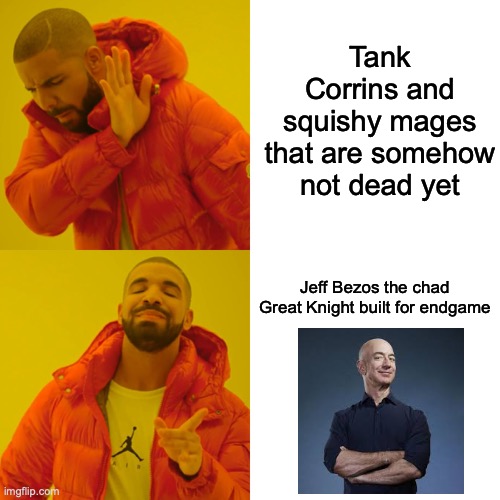 Tank
Corrins and
squishy mages
that are somehow
not dead yet
Jeff Bezos the chad
Great Knight built for endgame
imgflip.com